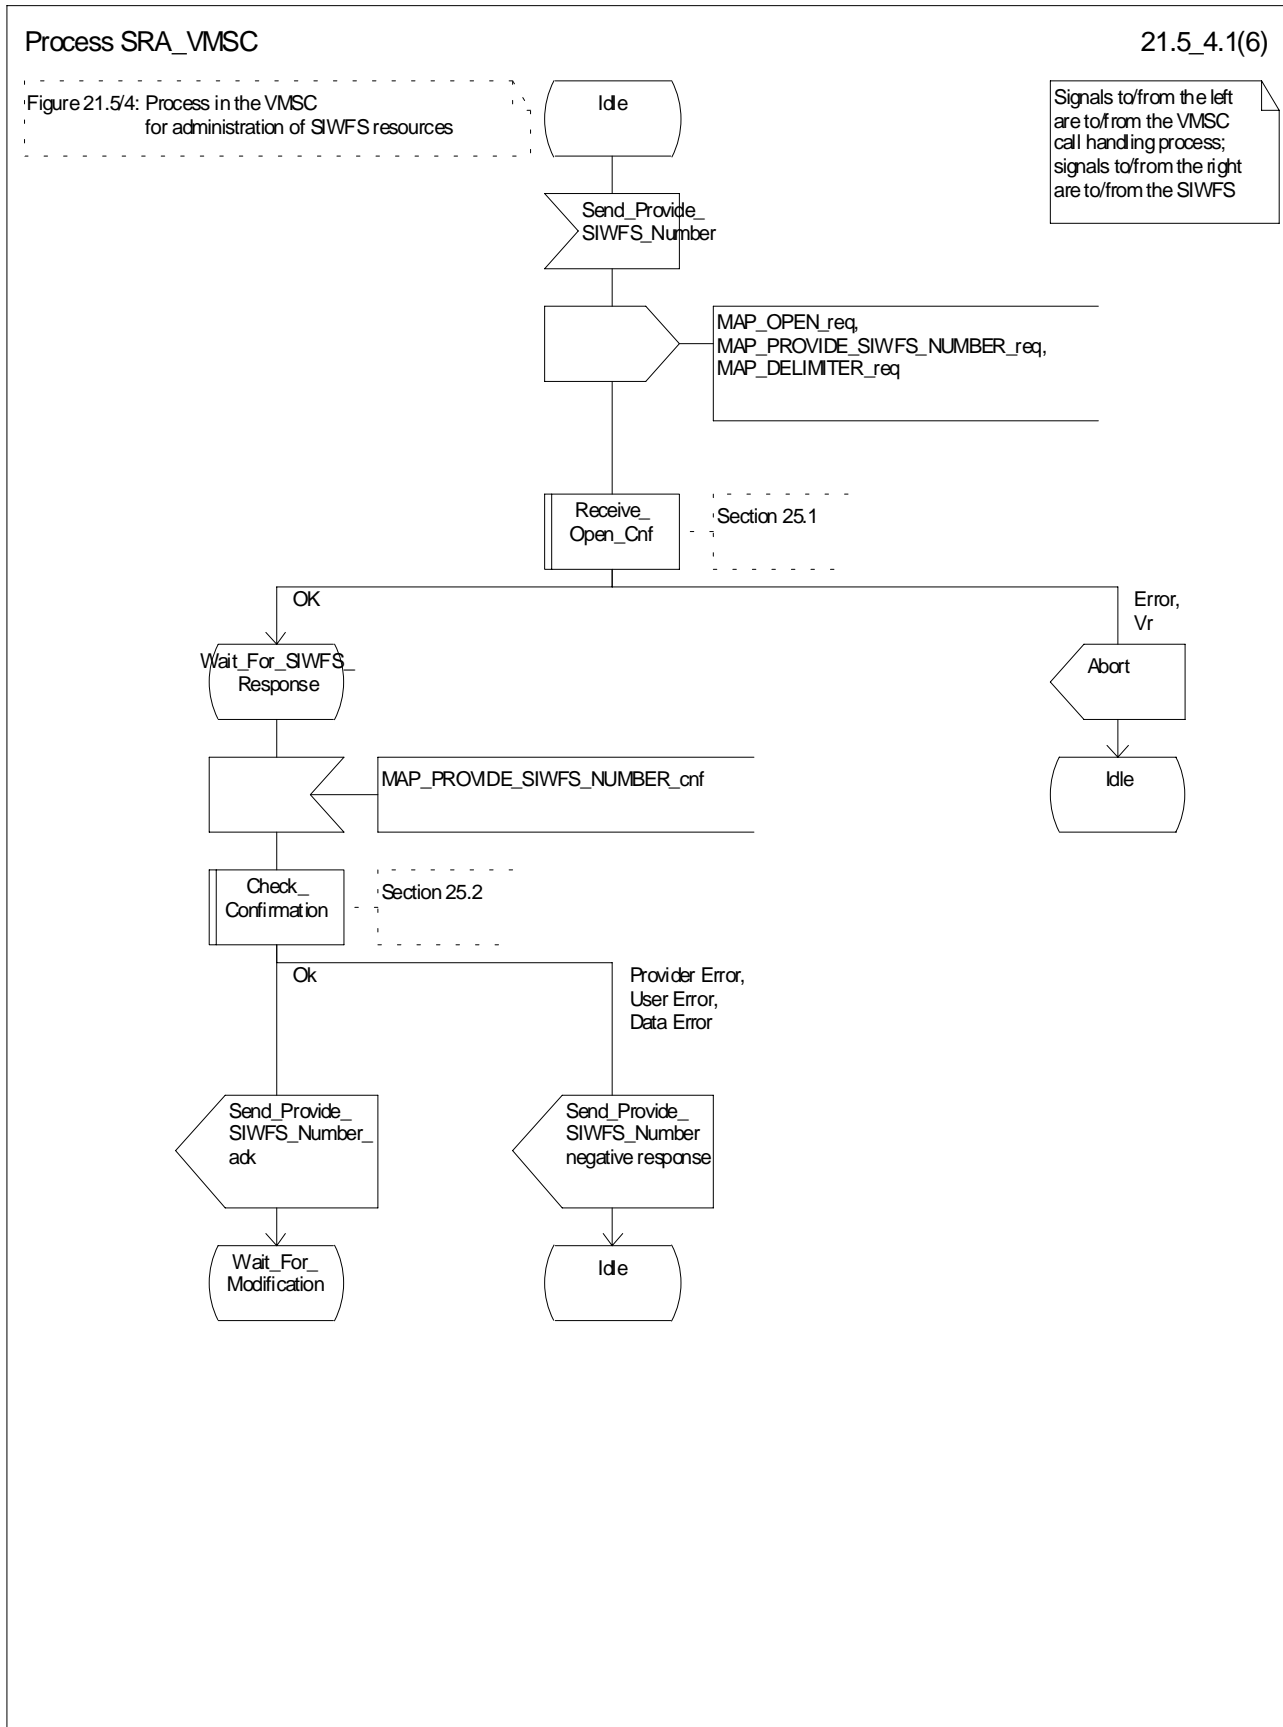 Process SRA_VMSC
21.5_4.1(6)
Figure 21.5/4: Process in the VMSC
for administration of SIWFS resources
Idle
Signals to/from the left
are to/from the VMSC
call handling process;
signals to/from the right
are to/from the SIWFS
Send_Provide_
SIWFS_Number
MAP_OPEN_req,
MAP_PROVIDE_SIWFS_NUMBER_req,
MAP_DELIMITER_req
Receive_
Open_Cnf
Section 25.1
OK
Error,
Vr
Wait_For_SIWFS_
Response
Abort
MAP_PROVIDE_SIWFS_NUMBER_cnf
Idle
Check_
Confirmation
Section 25.2
Ok
Provider Error,
User Error,
Data Error
Send_Provide_
SIWFS_Number_
ack
Send_Provide_
SIWFS_Number
negative response
Wait_For_
Modification
Idle